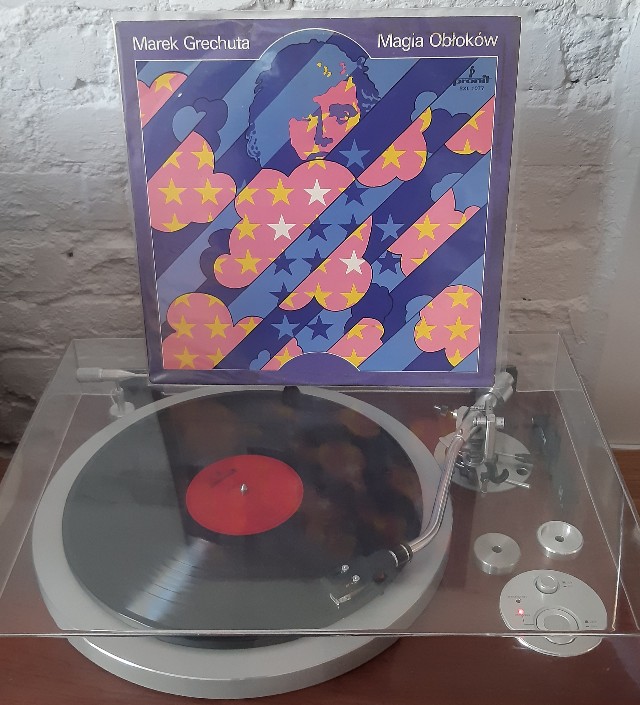 Marek Grechuta
Magia Obłoków
pronit